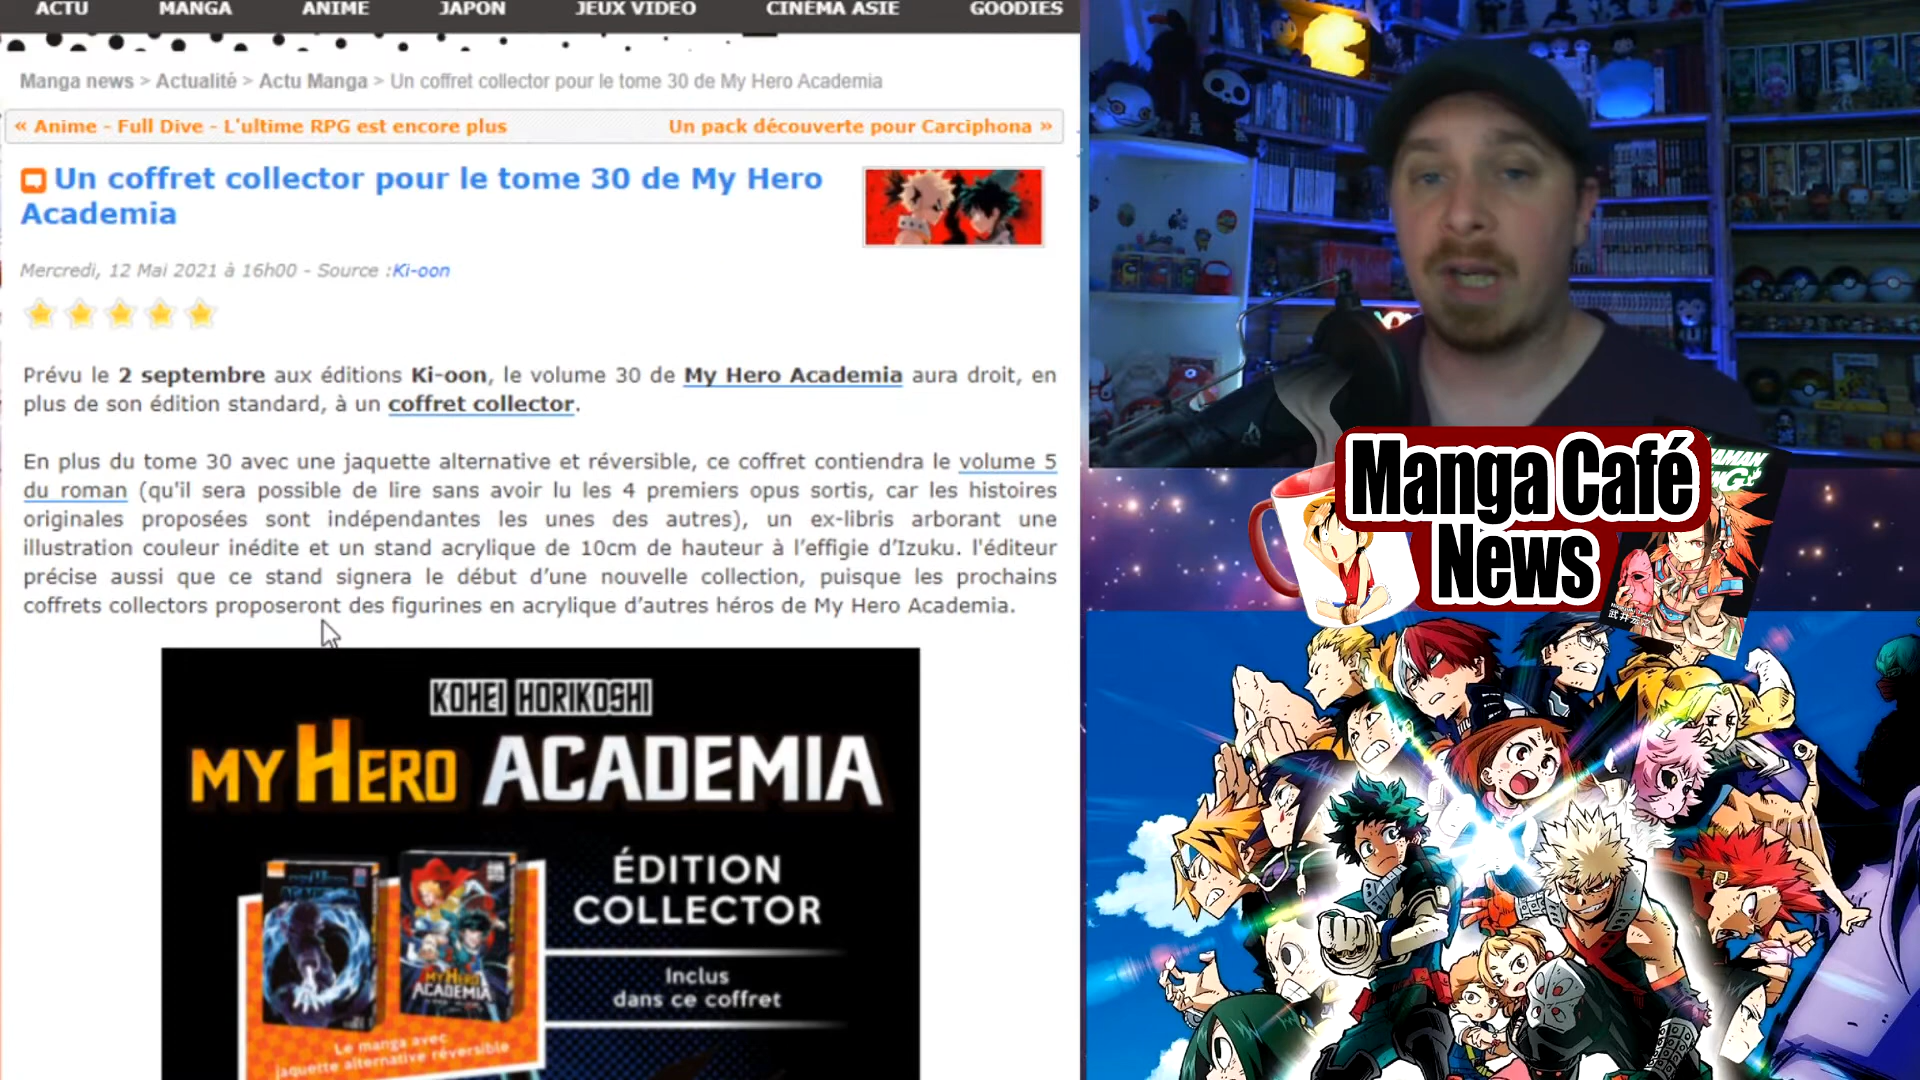 ACTU MANGA ANIME JAPON JEUX VIDEO CINEMA ASIE GOODIES
Manga news > Actualité > Actu Manga > Un coffret collector pour le tome 30 de My Hero Academia
« Anime - Full Dive - L'ultime RPG est encore plus
Un pack découverte pour Carciphona »
Un coffret collector pour le tome 30 de My Hero
Academia
Mercredi, 12 Mai 2021 à 16h00 - Source :Ki-oon
Prévu le 2 septembre aux éditions Ki-oon, le volume 30 de My Hero Academia aura droit, en
plus de son édition standard, à un coffret collector.
En plus du tome 30 avec une jaquette alternative et réversible, ce coffret contiendra le volume 5
du roman (qu'il sera possible de lire sans avoir lu les 4 premiers opus sortis, car les histoires
originales proposées sont indépendantes les unes des autres), un ex-libris arborant une
illustration couleur inédite et un stand acrylique de 10cm de hauteur à l’effigie d’Izuku. l'éditeur
précise aussi que ce stand signera le début d’une nouvelle collection, puisque les prochains
coffrets collectors proposeront des figurines en acrylique d’autres héros de My Hero Academia.
KOHEI HORIKOSHI
MY HERO ACADEMIA
ÉDITION
COLLECTOR
Inclus
dans ce coffret
MY HERO
ACADEMIA
Le manga avec
jaquette alternative réversible
Manga Café
News
武井宏之